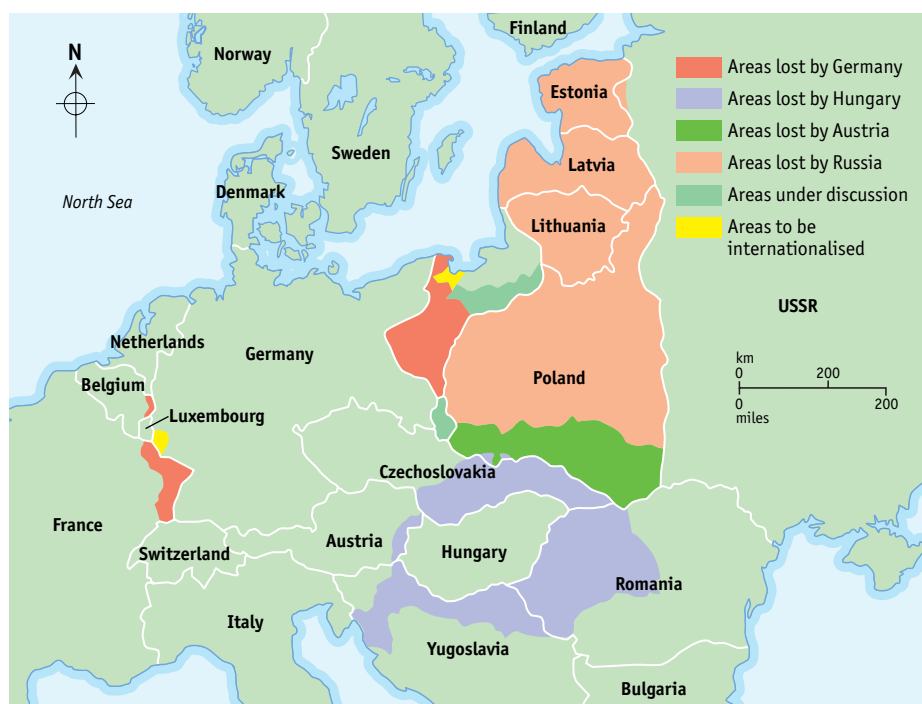 Finland
Norway
N
Estonia
Sweden
Latvia
Denmark
North Sea
Lithuania
Areas lost by Germany
Areas lost by Hungary
Areas lost by Austria
Areas lost by Russia
Areas under discussion
Areas to be
internationalised
USSR
Netherlands
Germany
Belgium
Poland
Luxembourg
km
0 200
0 200
miles
Czechoslovakia
France
Switzerland
Austria
Hungary
Romania
Italy
Yugoslavia
Bulgaria